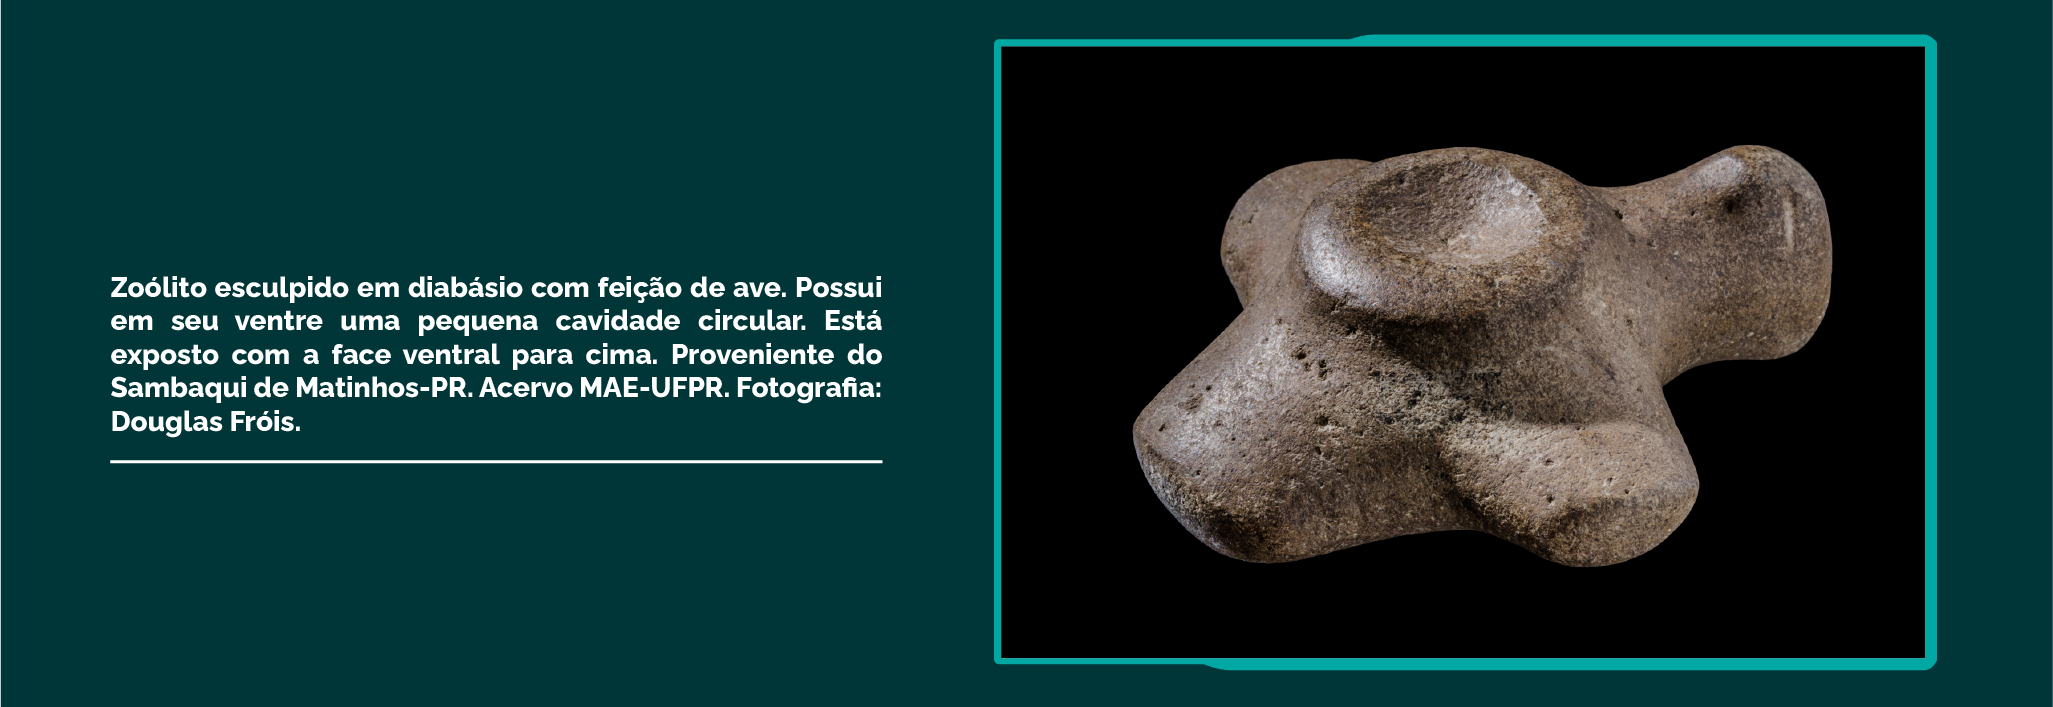 Zoólito esculpido em diabásio com feição de ave. Possui
em seu ventre uma pequena cavidade circular. Está
exposto com a face ventral para cima. Proveniente do
Sambaqui de Matinhos-PR. Acervo MAE-UFPR. Fotografia:
Douglas Fróis.